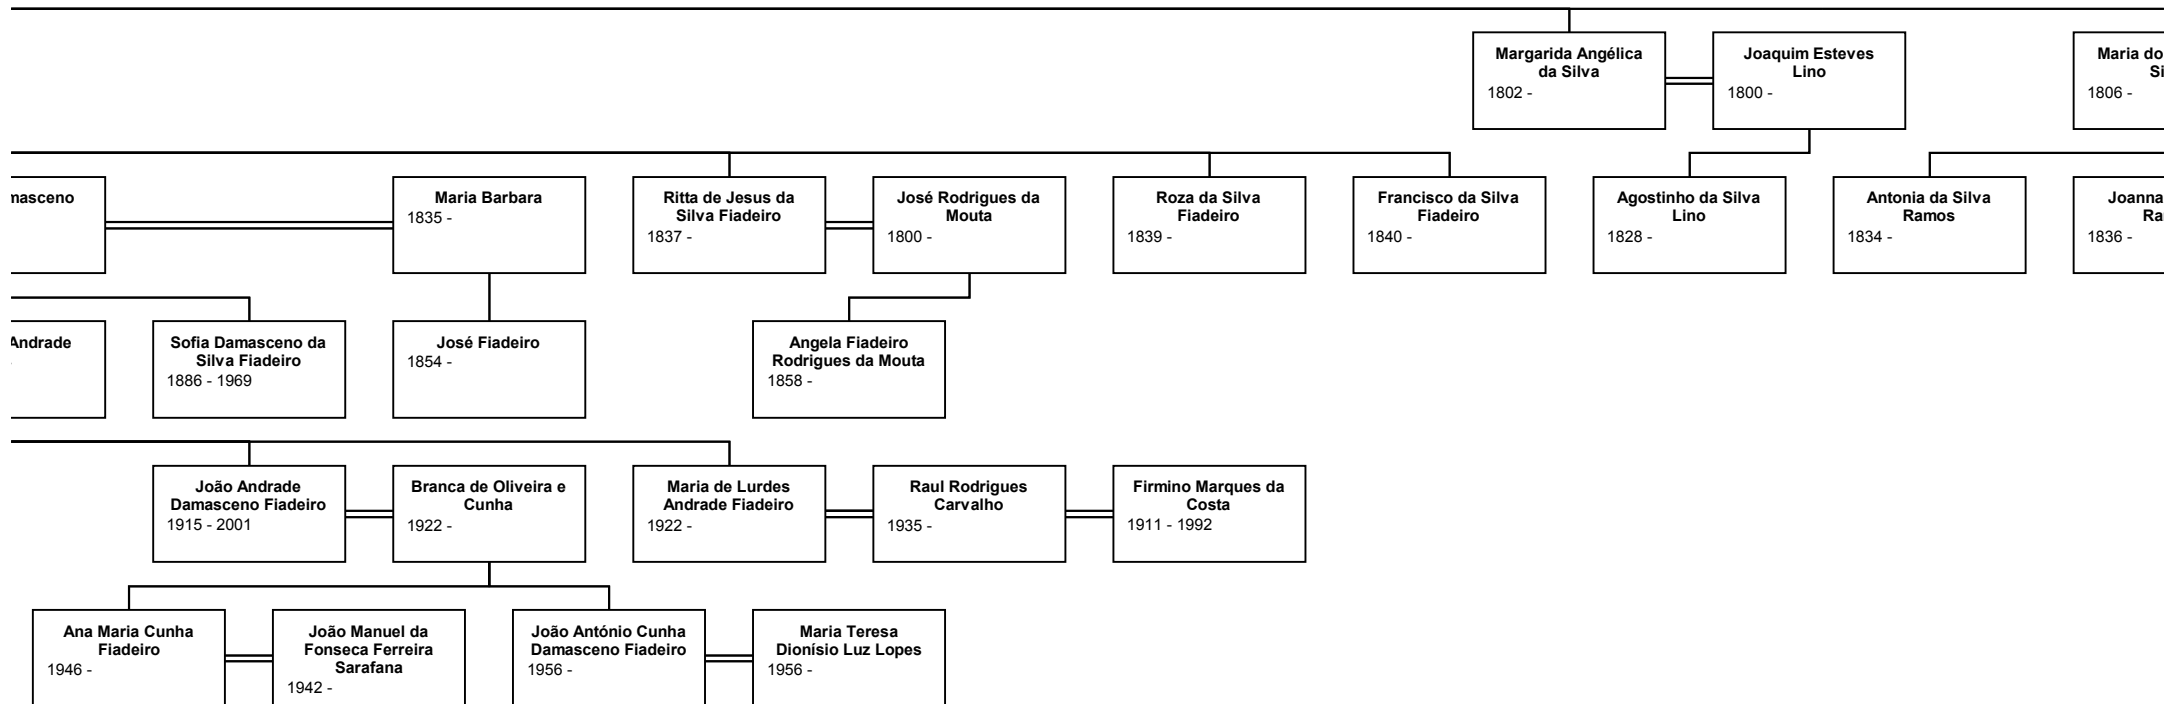 Margarida Angélica
da Silva
1802 -
Joaquim Esteves
Lino
1800 -
Maria do
1806 -
Maria Barbara
1835 -
Ritta de Jesus da
Silva Fiadeiro
1837 -
José Rodrigues da
Mouta
1800 -
Roza da Silva
Fiadeiro
1839 -
Francisco da Silva
Fiadeiro
1840 -
Agostinho da Silva
Lino
1828 -
Antonia da Silva
Ramos
1834 -
Joanna
1836 -
Andrade
Sofia Damasceno da
Silva Fiadeiro
1886 - 1969
José Fiadeiro
1854 -
Angela Fiadeiro
Rodrigues da Mouta
1858 -
João Andrade
Damasceno Fiadeiro
1915 - 2001
Branca de Oliveira e
Cunha
1922 -
Maria de Lurdes
Andrade Fiadeiro
1922 -
Raul Rodrigues
Carvalho
1935 -
Firmino Marques da
Costa
1911 - 1992
Ana Maria Cunha
Fiadeiro
1946 -
João Manuel da
Fonseca Ferreira
Sarafana
1942 -
João António Cunha
Damasceno Fiadeiro
1956 -
Maria Teresa
Dionísio Luz Lopes
1956 -